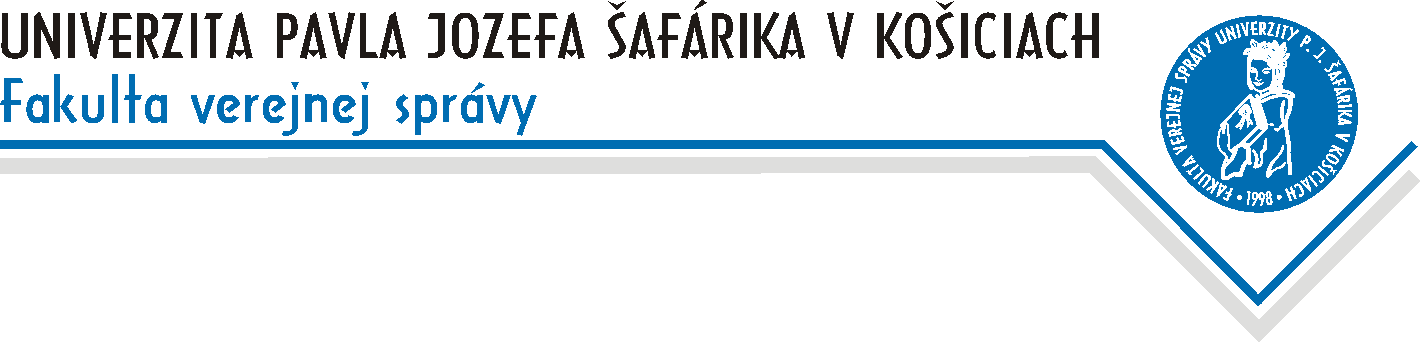 UNIVERZITA PAVLA JOZEFA ŠAFÁRIKA V KOŠICIACH
Fakulta verejnej správy
FAKULTA VEREJNEJ SPRÁVY UNIVERZITY P. J. ŠAFÁRIKA V KOŠICIACH
• 1998 •